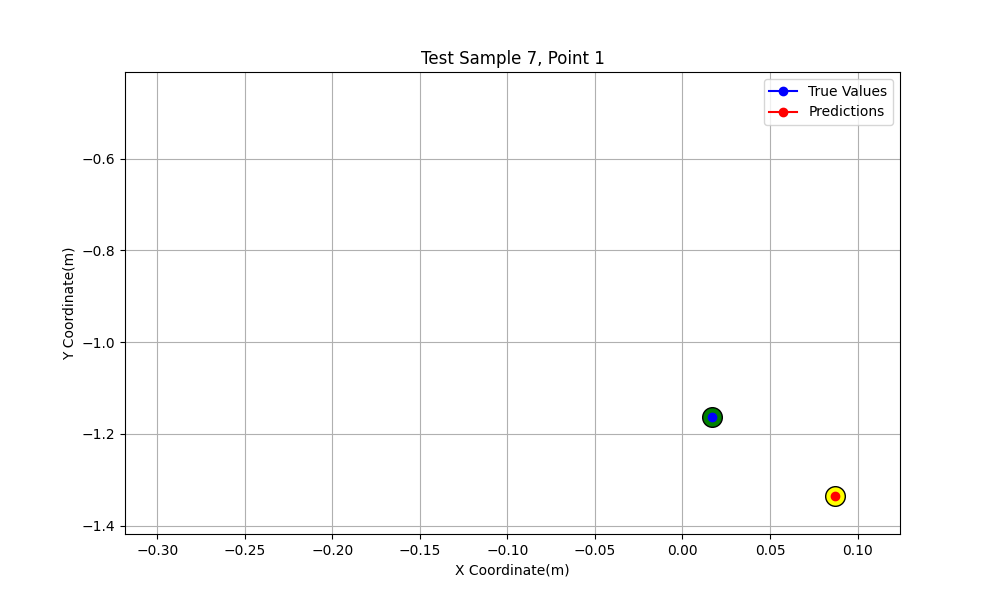 Test Sample 7, Point 1
True Values
Predictions
−0.6
−0.8
−1.0
−1.2
−1.4
Y Coordinate(m)
−0.30 −0.25 −0.20 −0.15 −0.10 −0.05 0.00 0.05 0.10
X Coordinate(m)